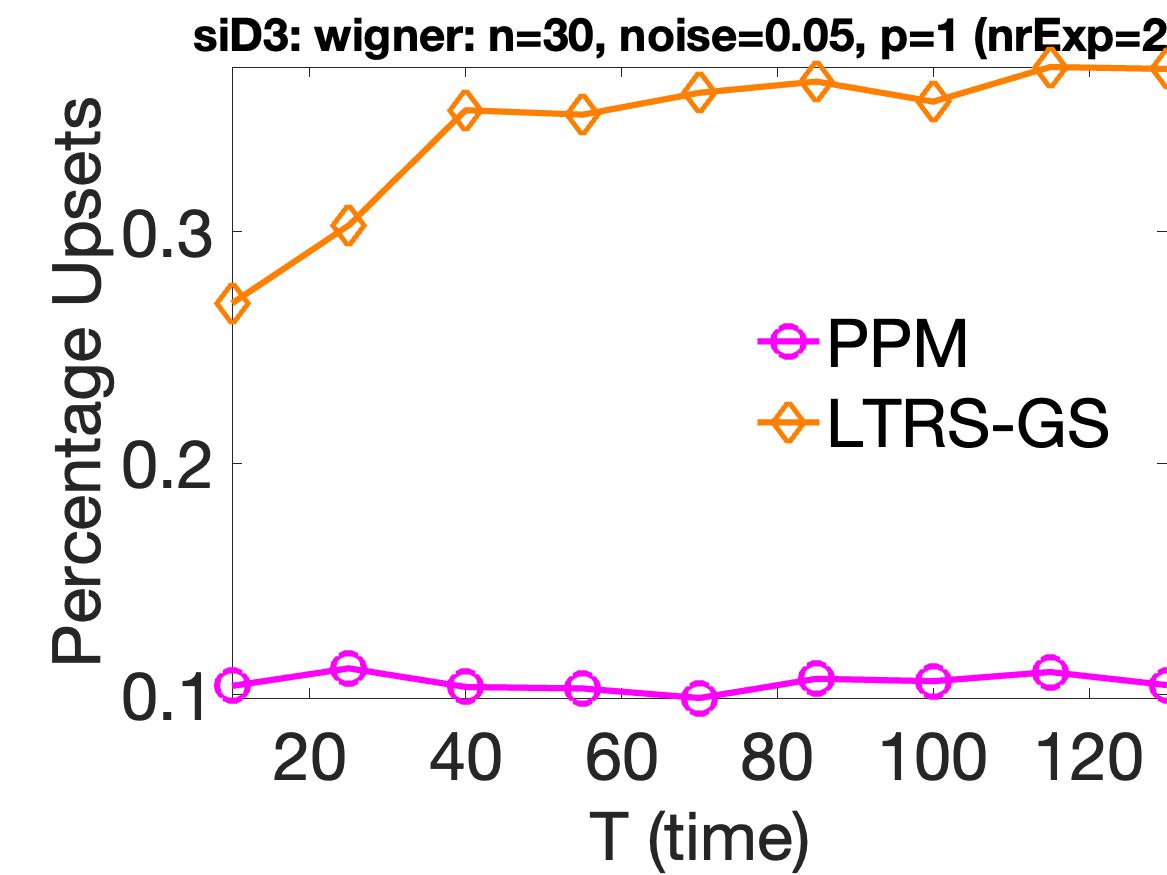 siD3: wigner: n=30, noise=0.05, p=1 (nrExp=2
Percentage Upsets
0.3
0.2
0.1
PPM
LTRS-GS
20 40 60 80 100 120
T (time)